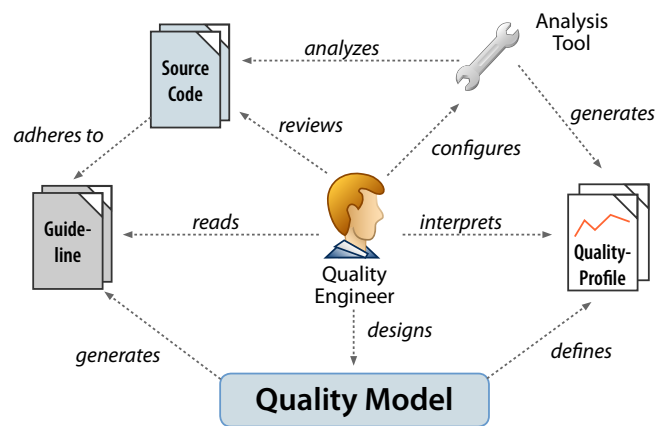 Analysis
Tool
analyzes
Source
Code
generates
reviews
adheres to
configures
Guide-
line
reads
interprets
Quality-
Profile
Quality
Engineer
designs
generates
defines
Quality Model